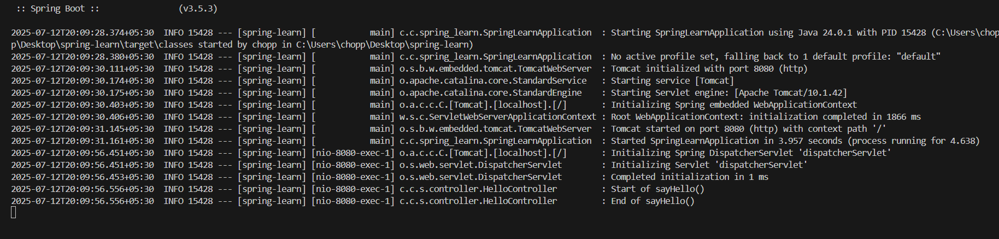 :: Spring Boot ::                (v3.5.3)
2025-07-12T20:09:28.374+05:30  INFO 15428 --- [spring-learn] [           main] c.c.spring_learn.SpringLearnApplication  : Starting SpringLearnApplication using Java 24.0.1 with PID 15428 (C:\Users\chop
p\Desktop\spring-learn\target\classes started by chopp in C:\Users\chopp\Desktop\spring-learn)
2025-07-12T20:09:28.380+05:30  INFO 15428 --- [spring-learn] [           main] c.c.spring_learn.SpringLearnApplication  : No active profile set, falling back to 1 default profile: "default"
2025-07-12T20:09:30.111+05:30  INFO 15428 --- [spring-learn] [           main] o.s.b.w.embedded.tomcat.TomcatWebServer  : Tomcat initialized with port 8080 (http)
2025-07-12T20:09:30.174+05:30  INFO 15428 --- [spring-learn] [           main] o.apache.catalina.core.StandardService   : Starting service [Tomcat]
2025-07-12T20:09:30.175+05:30  INFO 15428 --- [spring-learn] [           main] o.apache.catalina.core.StandardEngine    : Starting Servlet engine: [Apache Tomcat/10.1.42]
2025-07-12T20:09:30.403+05:30  INFO 15428 --- [spring-learn] [           main] o.a.c.c.C.[Tomcat].[localhost].[/]       : Initializing Spring embedded WebApplicationContext
2025-07-12T20:09:30.406+05:30  INFO 15428 --- [spring-learn] [           main] w.s.c.ServletWebServerApplicationContext : Root WebApplicationContext: initialization completed in 1866 ms
2025-07-12T20:09:31.145+05:30  INFO 15428 --- [spring-learn] [           main] o.s.b.w.embedded.tomcat.TomcatWebServer  : Tomcat started on port 8080 (http) with context path '/'
2025-07-12T20:09:31.161+05:30  INFO 15428 --- [spring-learn] [           main] c.c.spring_learn.SpringLearnApplication  : Started SpringLearnApplication in 3.957 seconds (process running for 4.638)
2025-07-12T20:09:56.451+05:30  INFO 15428 --- [spring-learn] [nio-8080-exec-1] o.a.c.c.C.[Tomcat].[localhost].[/]       : Initializing Spring DispatcherServlet 'dispatcherServlet'
2025-07-12T20:09:56.451+05:30  INFO 15428 --- [spring-learn] [nio-8080-exec-1] o.s.web.servlet.DispatcherServlet        : Initializing Servlet 'dispatcherServlet'
2025-07-12T20:09:56.453+05:30  INFO 15428 --- [spring-learn] [nio-8080-exec-1] o.s.web.servlet.DispatcherServlet        : Completed initialization in 1 ms
2025-07-12T20:09:56.556+05:30  INFO 15428 --- [spring-learn] [nio-8080-exec-1] c.c.s.controller.HelloController         : Start of sayHello()
2025-07-12T20:09:56.556+05:30  INFO 15428 --- [spring-learn] [nio-8080-exec-1] c.c.s.controller.HelloController         : End of sayHello()